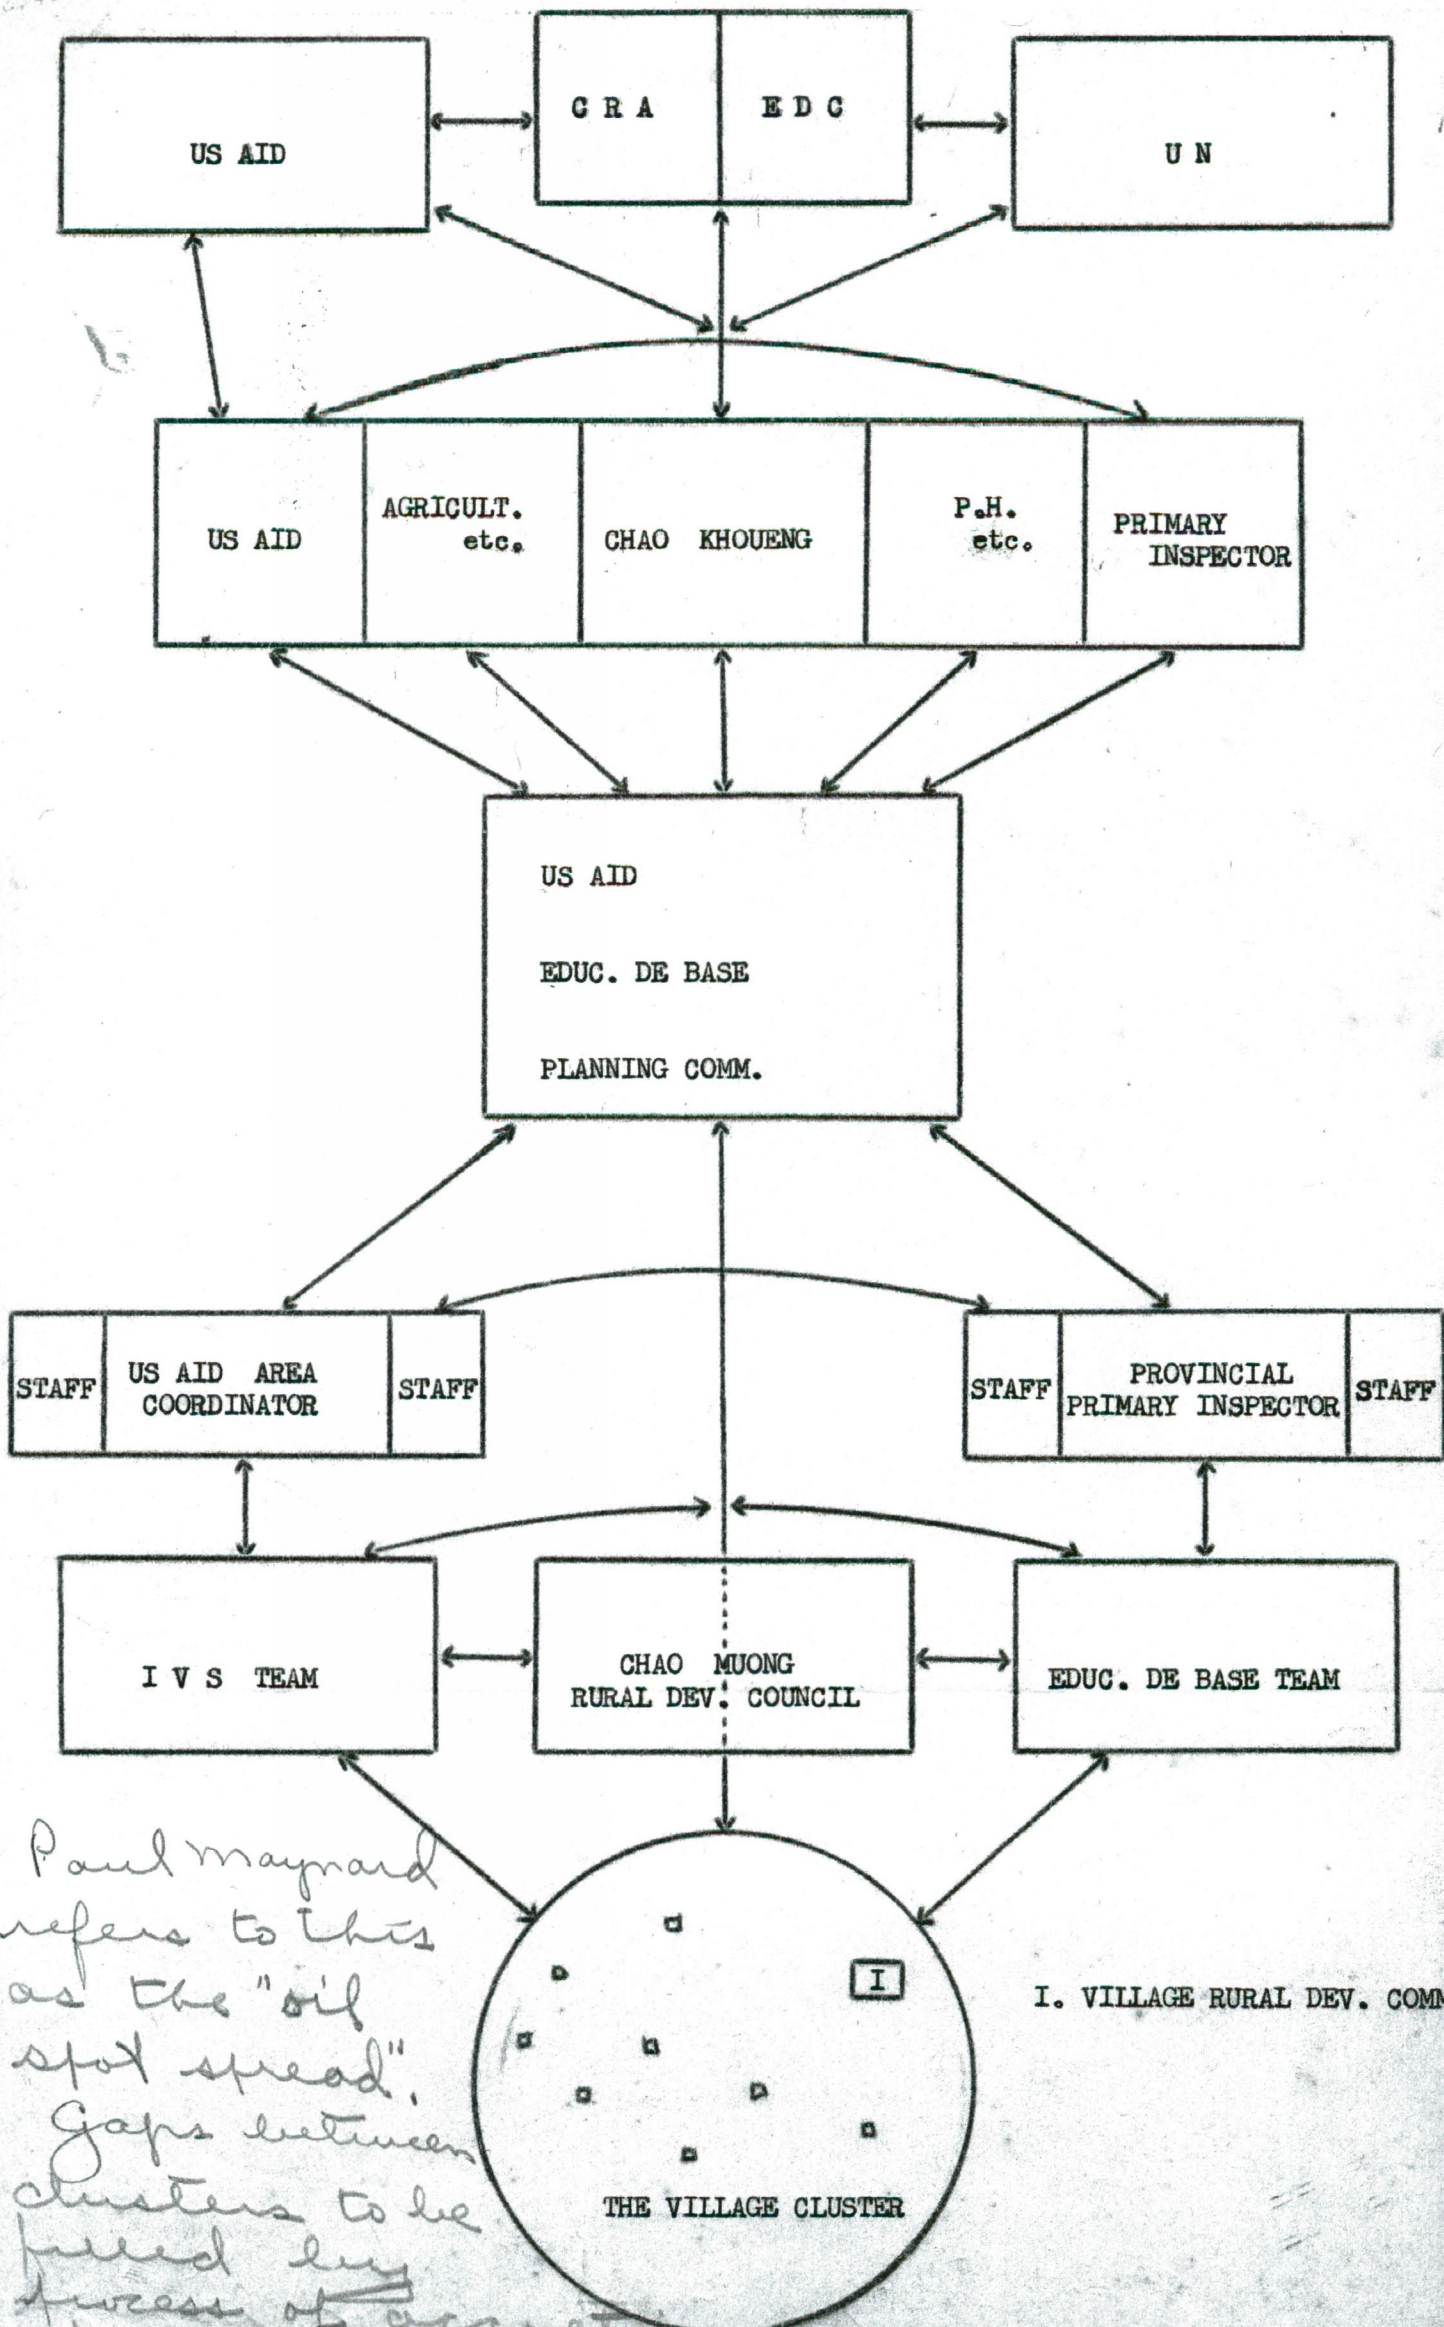 C R A
E D C
US AID
U N
US AID
AGRICULT.
etc.
CHAO KHOUENG
P.H.
etc.
PRIMARY
INSPECTOR
US AID
EDUC. DE BASE
PLANNING COMM.
STAFF
US AID AREA
COORDINATOR
STAFF
STAFF
PROVINCIAL
PRIMARY INSPECTOR
STAFF
I V S TEAM
CHAO MUONG
RURAL DEV. COUNCIL
EDUC. DE BASE TEAM
I
I. VILLAGE RURAL DEV. COMM
THE VILLAGE CLUSTER
Paul Maynard
refers to this
as the "oil
spot spread".
Gaps between
clusters to be
filled by
process of